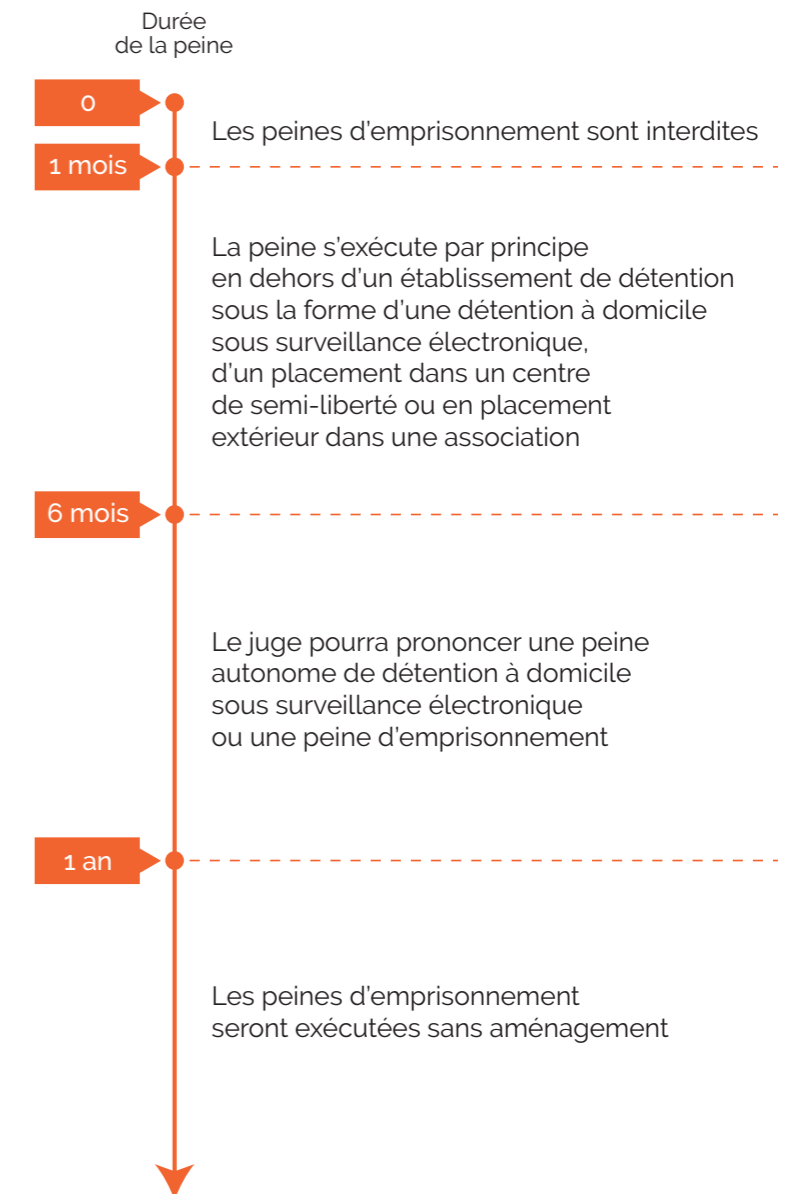 Durée
de la peine
0
Les peines d'emprisonnement sont interdites
1 mois
La peine s'exécute par principe
en dehors d'un établissement de détention
sous la forme d'une détention à domicile
sous surveillance électronique,
d'un placement dans un centre
de semi-liberté ou en placement
extérieur dans une association
6 mois
Le juge pourra prononcer une peine
autonome de détention à domicile
sous surveillance électronique
ou une peine d'emprisonnement
1 an
Les peines d'emprisonnement
seront exécutées sans aménagement